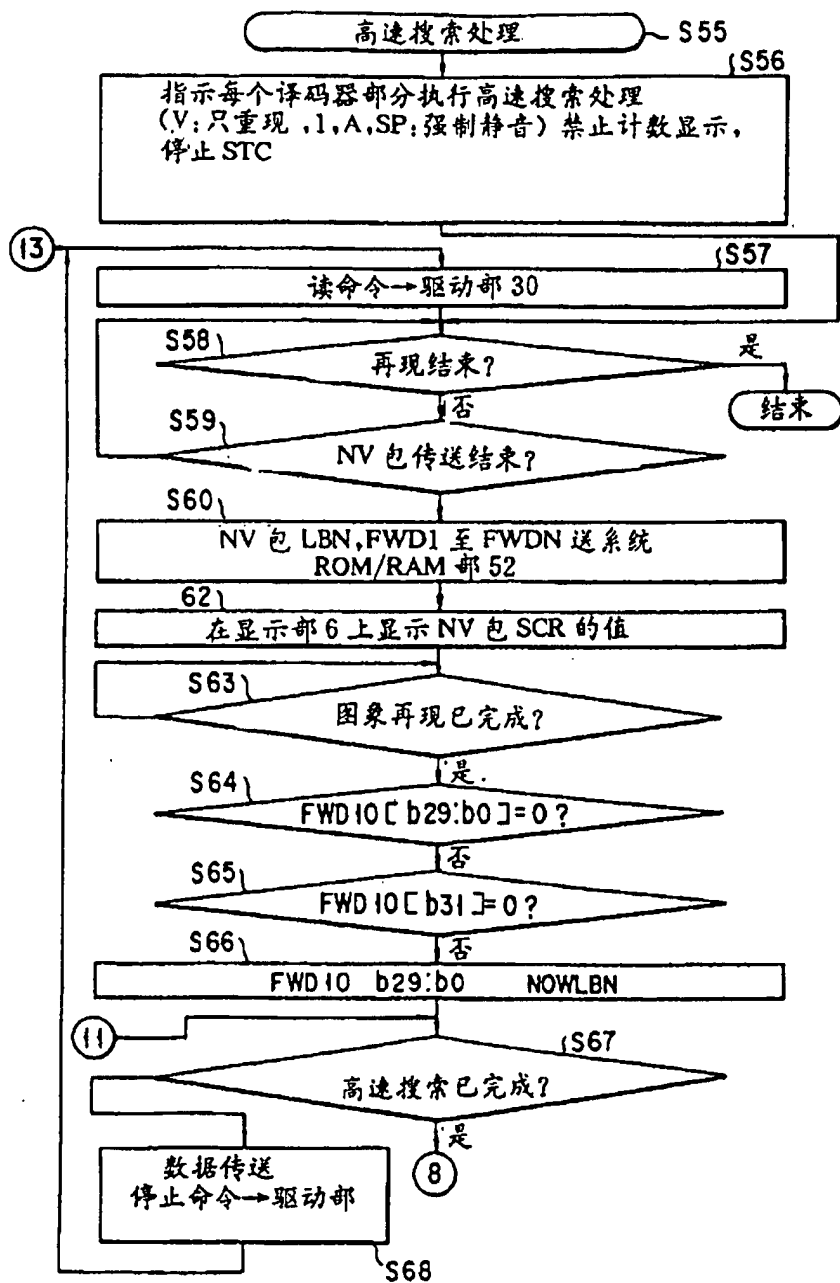 高速搜索处理
S55
S56
指示每个译码器部分执行高速搜索处理
(V:只重现,1,A,SP:强制静音)禁止计数显示,
停止STC
13
S57
读命令→驱动部30
S58
再现结束?
是
结束
否
S59
NV包传送结束?
S60
NV包LBN,FWD1至FWDN送系统
ROM/RAM部52
62
在显示部6上显示NV包SCR的值
S63
图象再现已完成?
是.
S64
FWD10[b29:b0]=0?
否
S65
FWD10[b31]=0?
否
S66
FWD10 b29:b0 NOWLBN
11
S67
高速搜索已完成?
是
8
数据传送
停止命令→驱动部
S68